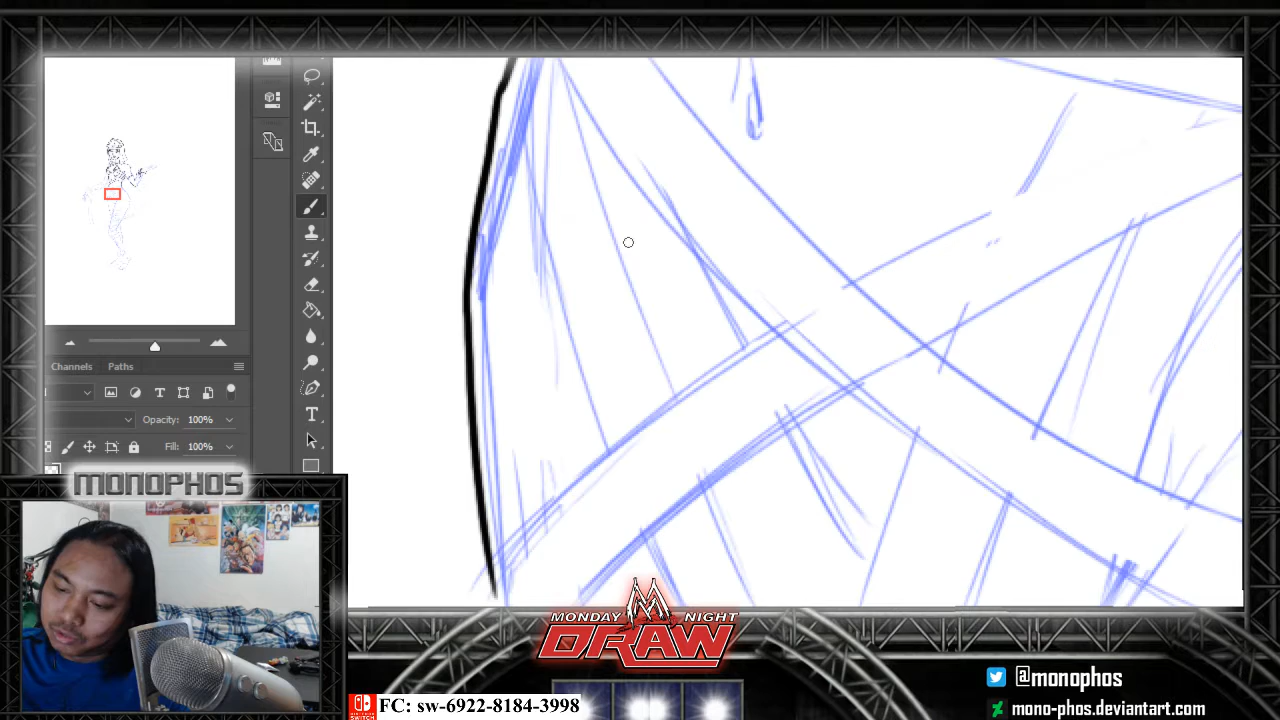 Channels
Paths
Opacity: 100%
Fill: 100%
MONOPHOS
MONDAY NIGHT
DRAW
FC: sw-6922-8184-3998
@monophos
mono-phos.deviantart.com